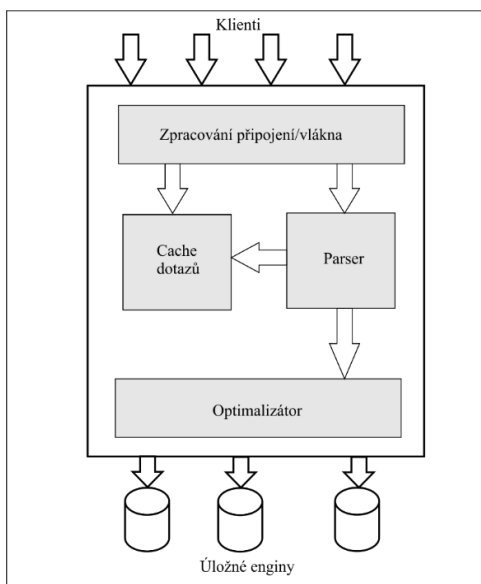 Klienti
Zpracování připojení/vlákna
Cache
dotazů
Parser
Optimalizátor
Úložné enginy